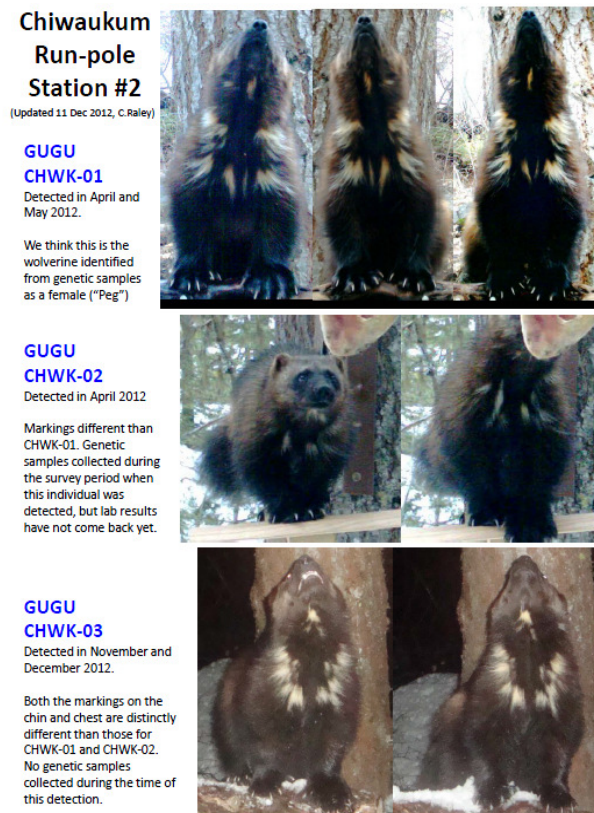 Chiwaukum
Run-pole
Station #2
(Updated 11 Dec 2012, C.Raley)
GUGU
CHWK-01
Detected in April and
May 2012.
We think this is the
wolverine identified
from genetic samples
as a female ("Peg")
GUGU
CHWK-02
Detected in April 2012
Markings different than
CHWK-01. Genetic
samples collected during
the survey period when
this individual was
detected, but lab results
have not come back yet.
GUGU
CHWK-03
Detected in November and
December 2012.
Both the markings on the
chin and chest are distinctly
different than those for
CHWK-01 and CHWK-02.
No genetic samples
collected during the time of
this detection.